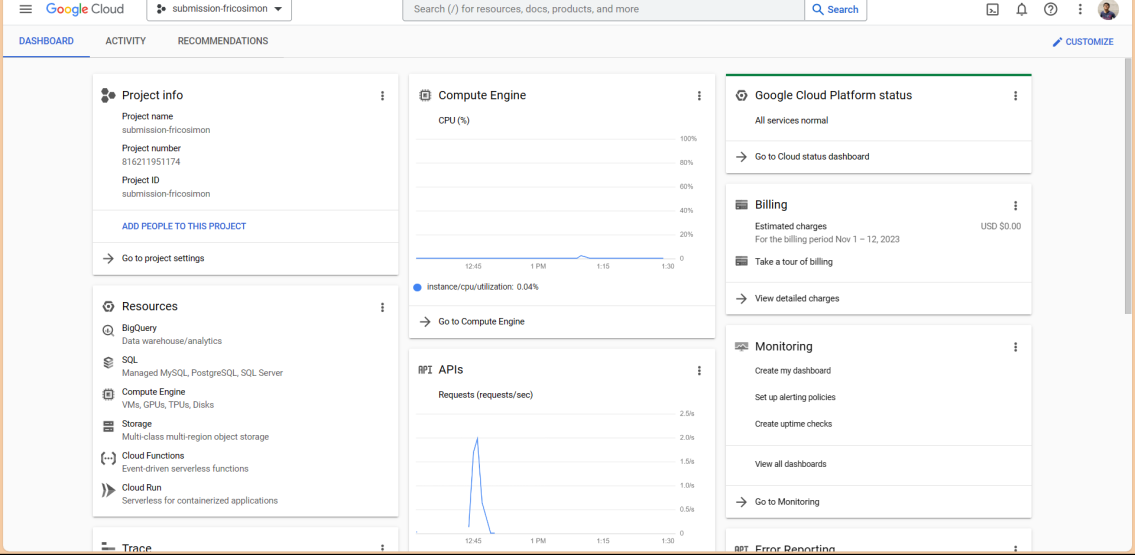 Google Cloud
submission-fricosimon
Search (/) for resources, docs, products, and more
Search
DASHBOARD
ACTIVITY
RECOMMENDATIONS
CUSTOMIZE
Project info
Project name
submission-fricosimon
Project number
816211951174
Project ID
submission-fricosimon
ADD PEOPLE TO THIS PROJECT
Go to project settings
Resources
BigQuery
Data warehouse/analytics
SQL
Managed MySQL, PostgreSQL, SQL Server
Compute Engine
VMs, GPUs, TPUs, Disks
Storage
Multi-class multi-region object storage
Cloud Functions
Event-driven serverless functions
Cloud Run
Serverless for containerized applications
Trace
Compute Engine
CPU (%)
100%
80%
60%
40%
20%
0
12:45 1 PM 1:15 1:30
instance/cpu/utilization: 0.04%
Go to Compute Engine
API APIs
Requests (requests/sec)
2.5/s
2.0/s
1.5/s
1.0/s
0.5/s
0
12:45 1 PM 1:15 1:30
Google Cloud Platform status
All services normal
Go to Cloud status dashboard
Billing
Estimated charges USD $0.00
For the billing period Nov 1 – 12, 2023
Take a tour of billing
View detailed charges
Monitoring
Create my dashboard
Set up alerting policies
Create uptime checks
View all dashboards
Go to Monitoring
Error Reporting